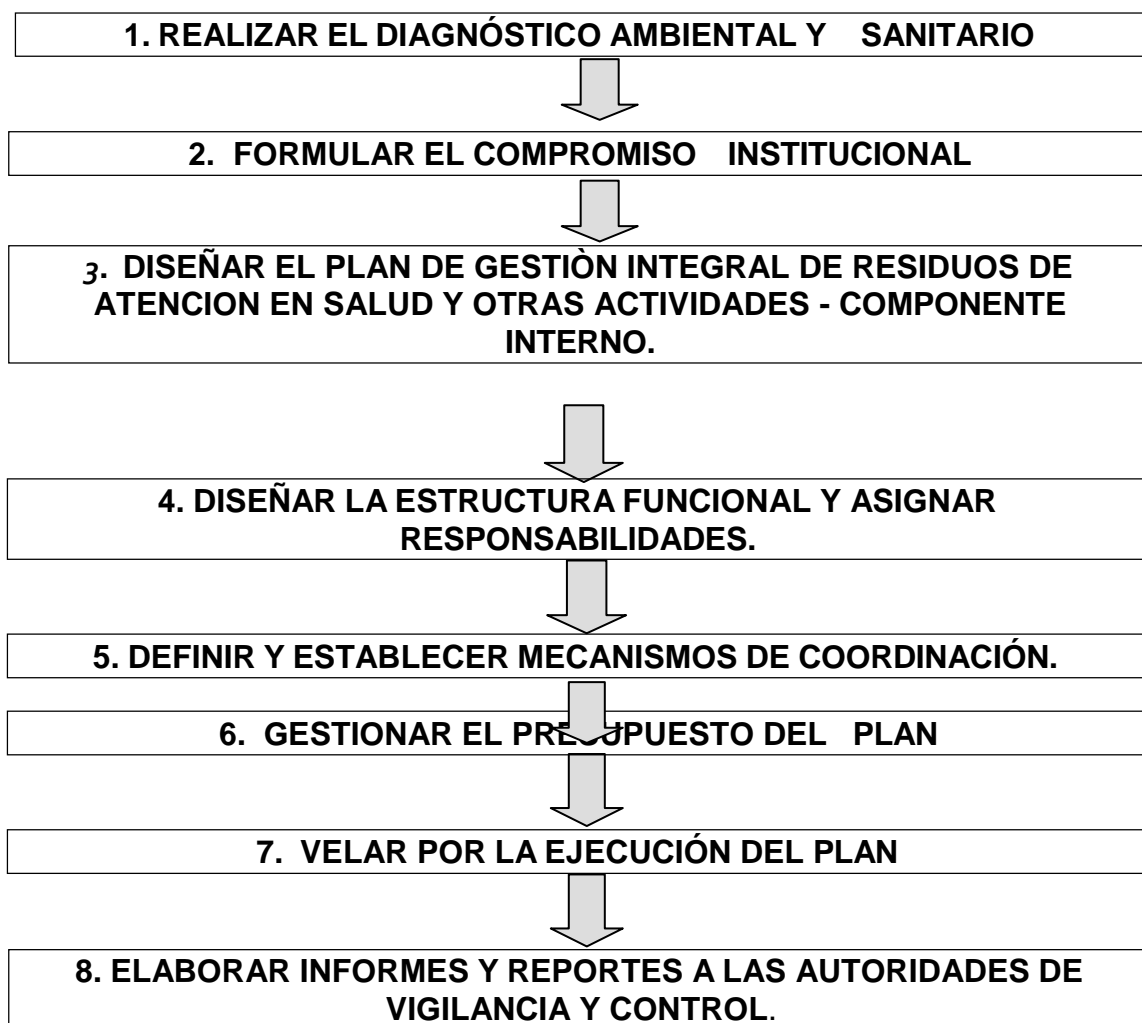 1. REALIZAR EL DIAGNÓSTICO AMBIENTAL Y SANITARIO
2. FORMULAR EL COMPROMISO INSTITUCIONAL
3. DISEÑAR EL PLAN DE GESTIÒN INTEGRAL DE RESIDUOS DE
ATENCION EN SALUD Y OTRAS ACTIVIDADES - COMPONENTE
INTERNO.
4. DISEÑAR LA ESTRUCTURA FUNCIONAL Y ASIGNAR
RESPONSABILIDADES.
5. DEFINIR Y ESTABLECER MECANISMOS DE COORDINACIÓN.
6. GESTIONAR EL PRESUPUESTO DEL PLAN
7. VELAR POR LA EJECUCIÓN DEL PLAN
8. ELABORAR INFORMES Y REPORTES A LAS AUTORIDADES DE
VIGILANCIA Y CONTROL.